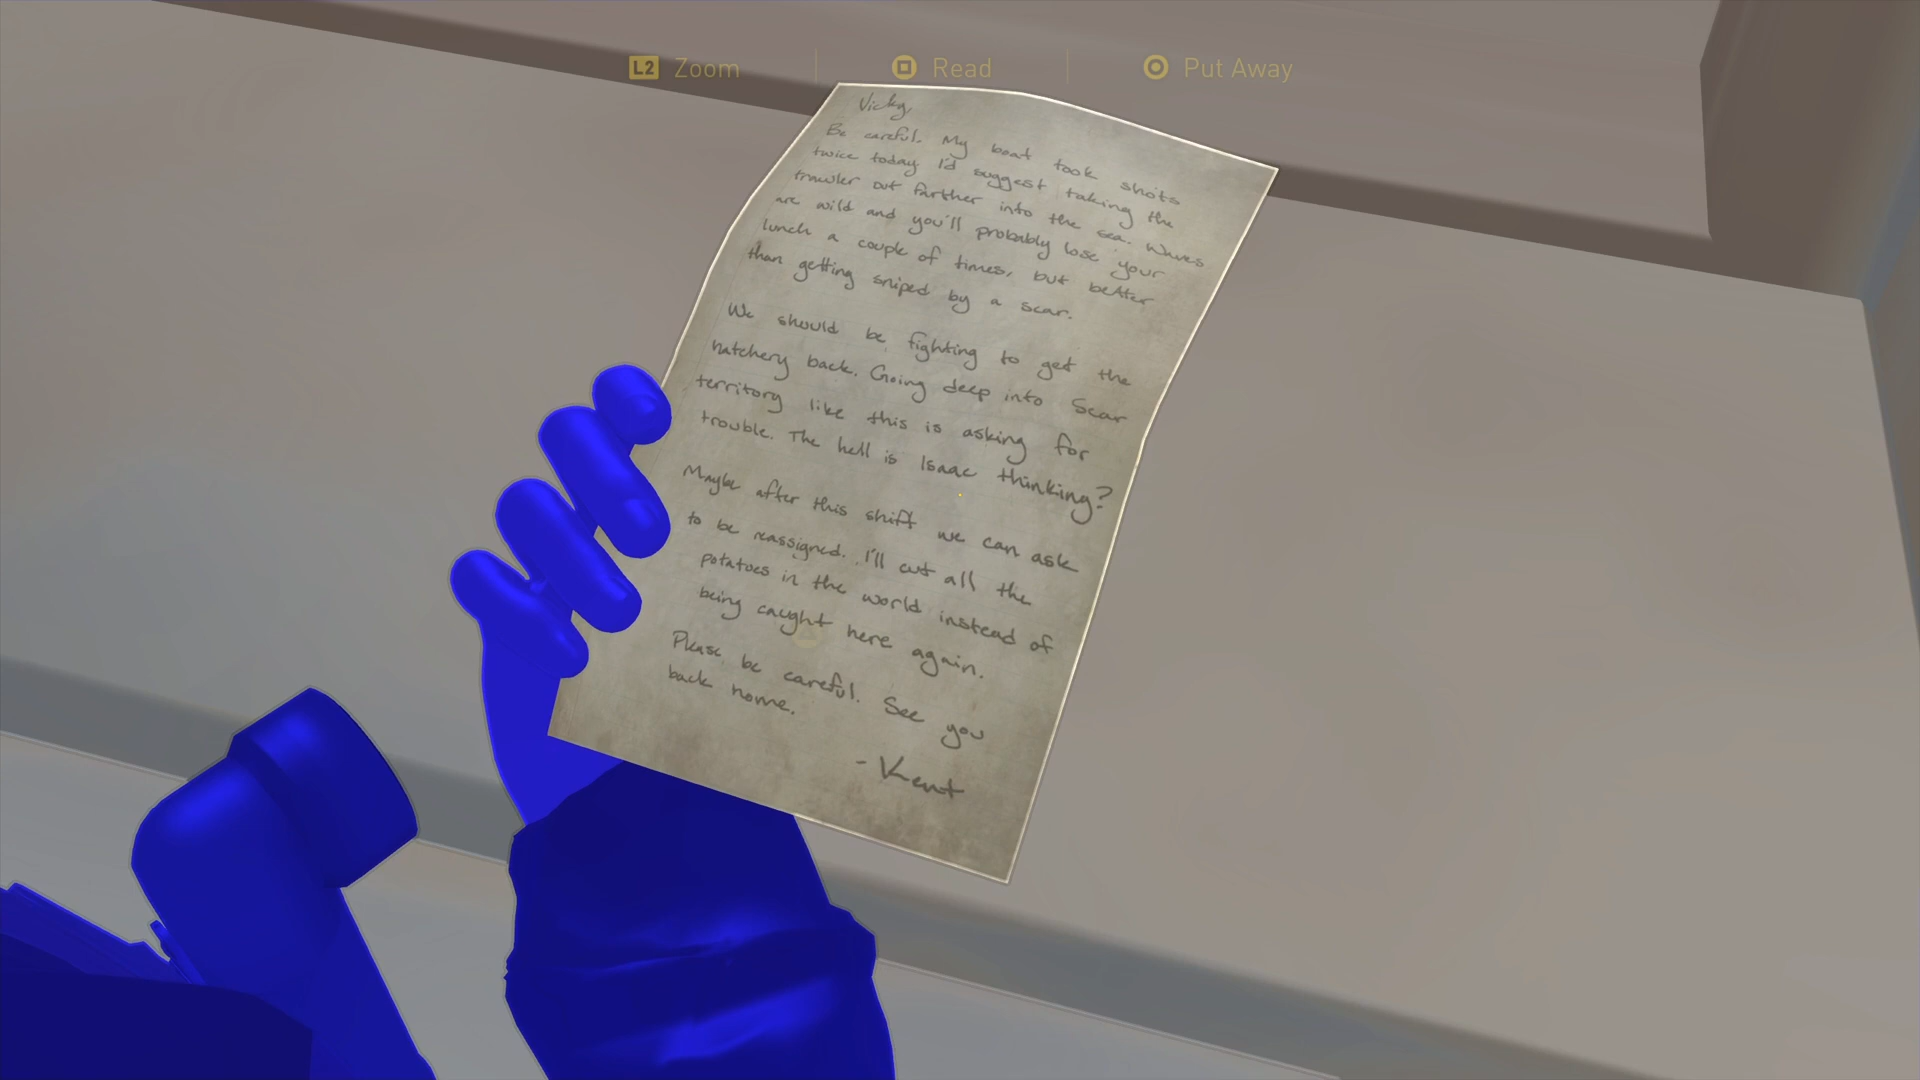 L2 Zoom Read Put Away
Vicky,
Be careful. My boat took shots
twice today I'd suggest taking the
trawler out farther into the sea. Waves
are wild and you'll probably lose your
lunch a couple of times, but better
than getting sniped by a scar.
We should be fighting to get the
hatchery back. Going deep into Scar
territory like this is asking for
trouble. The hell is Isaac thinking?
Maybe after this shift we can ask
to be reassigned. I'll cut all the
potatoes in the world instead of
being caught here again.
Please be careful. See you
back home.
- Kent